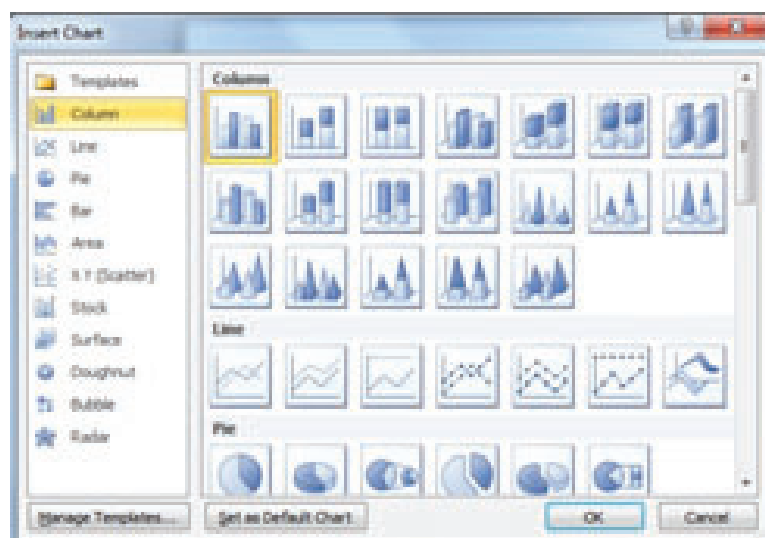 Insert Chart
Templates
Column
Line
Pie
Bar
Area
X Y (Scatter)
Stock
Surface
Doughnut
Bubble
Radar
Column
Line
Pie
Manage Templates...
Set as Default Chart
OK
Cancel